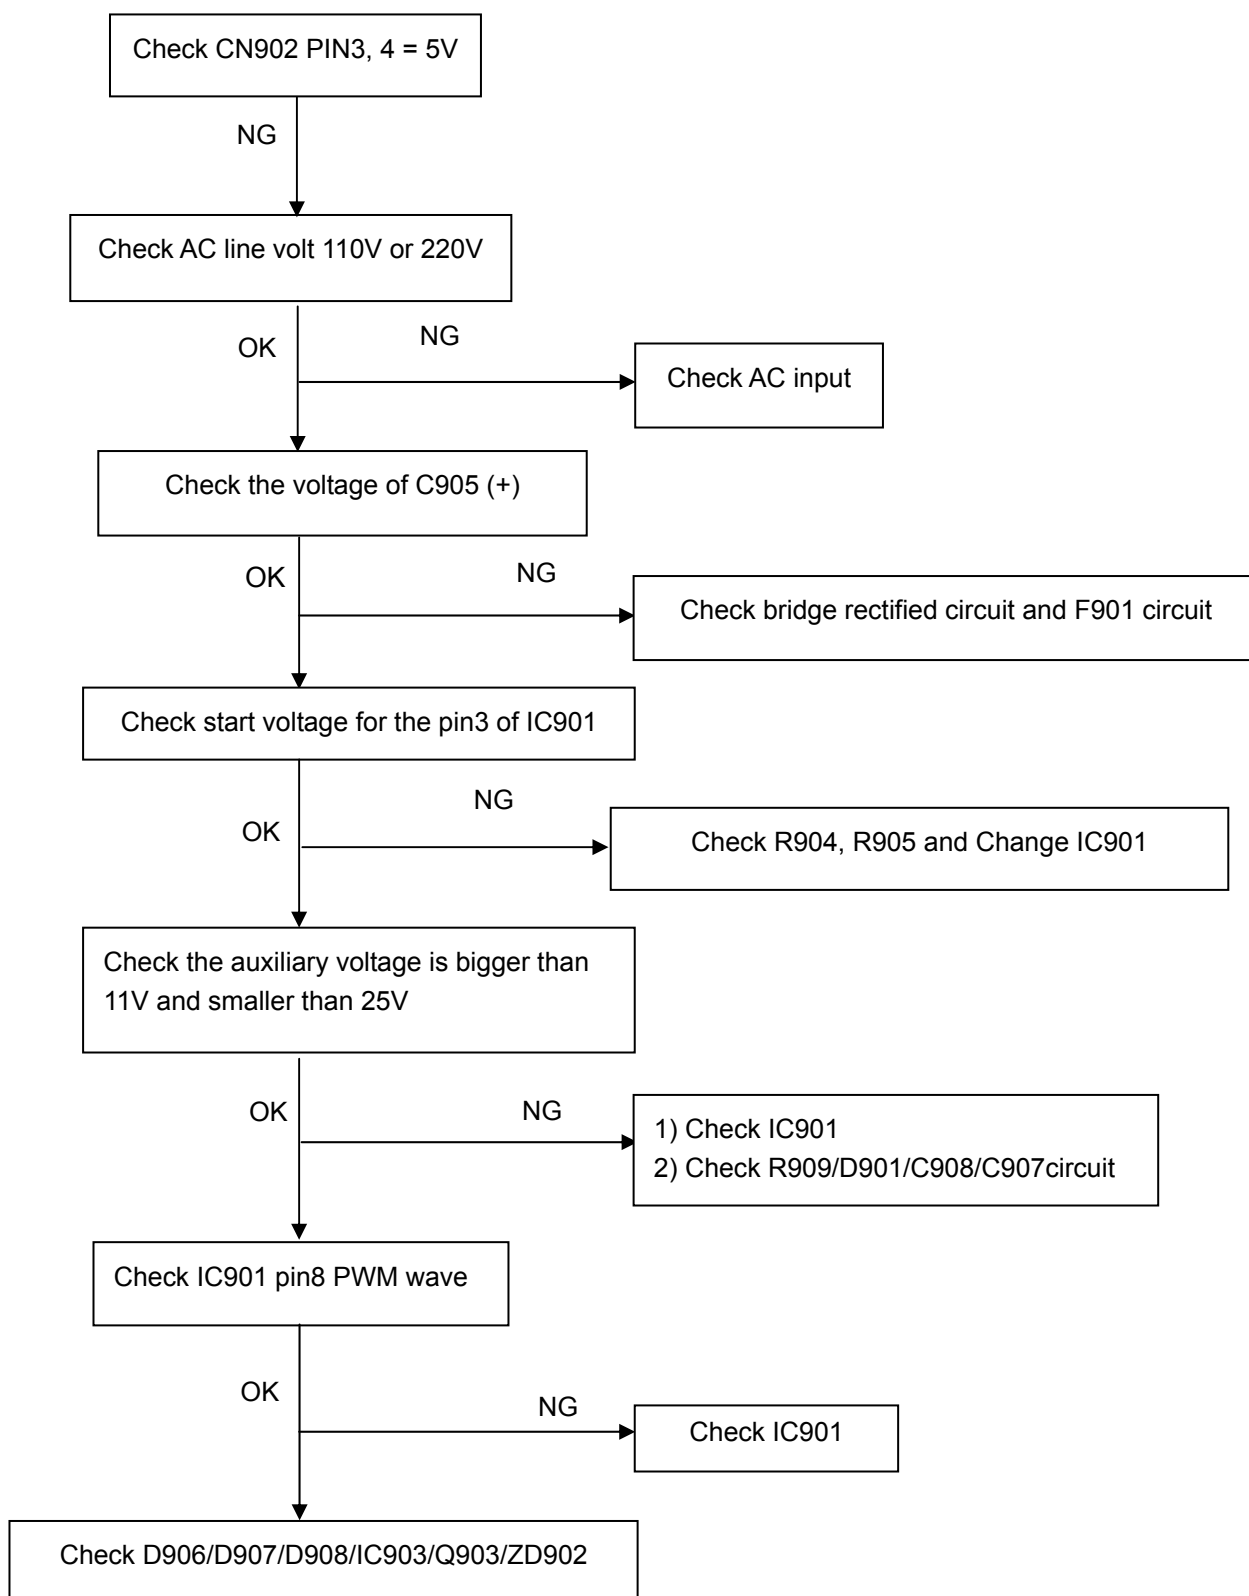 Check CN902 PIN3, 4 = 5V
NG
Check AC line volt 110V or 220V
OK
NG
Check AC input
Check the voltage of C905 (+)
OK
NG
Check bridge rectified circuit and F901 circuit
Check start voltage for the pin3 of IC901
OK
NG
Check R904, R905 and Change IC901
Check the auxiliary voltage is bigger than
11V and smaller than 25V
OK
NG
1) Check IC901
2) Check R909/D901/C908/C907circuit
Check IC901 pin8 PWM wave
OK
NG
Check IC901
Check D906/D907/D908/IC903/Q903/ZD902